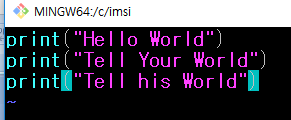 MINGW64:/c/imsi
print("Hello World")
print("Tell Your World")
print("Tell his World")
~